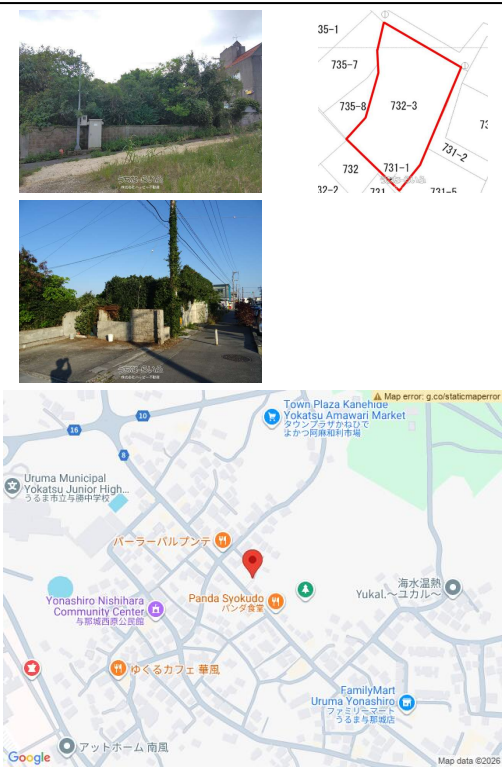 35-1
735-7
735-8
732-3
732
731-1
731-2
32-2
731
731-5
⚠ Map error: g.co/staticmaperror
Town Plaza Kanehide
Yokatsu Amawari Market
タウンプラザかねひで
よかつ阿麻和利市場
10
16
8
Uruma Municipal
Yokatsu Junior High...
うるま市立与勝中学校
パーラーパルプンテ
海水温熱
Yukal.〜ユカル〜
Panda Syokudo
パンダ食堂
Yonashiro Nishihara
Community Center
与那城西原公民館
ゆくるカフェ 華風
FamilyMart
Uruma Yonashiro
ファミリーマート
うるま与那城店
アットホーム 南風
Google
Map data ©2026